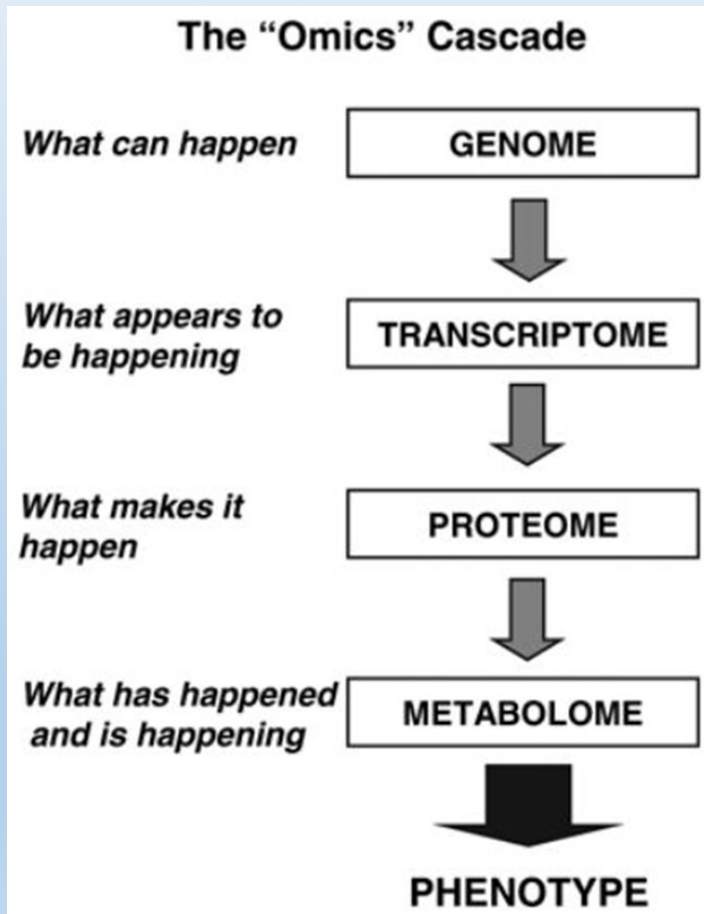 The “Omics” Cascade
What can happen
GENOME
What appears to
be happening
TRANSCRIPTOME
What makes it
happen
PROTEOME
What has happened
and is happening
METABOLOME
PHENOTYPE